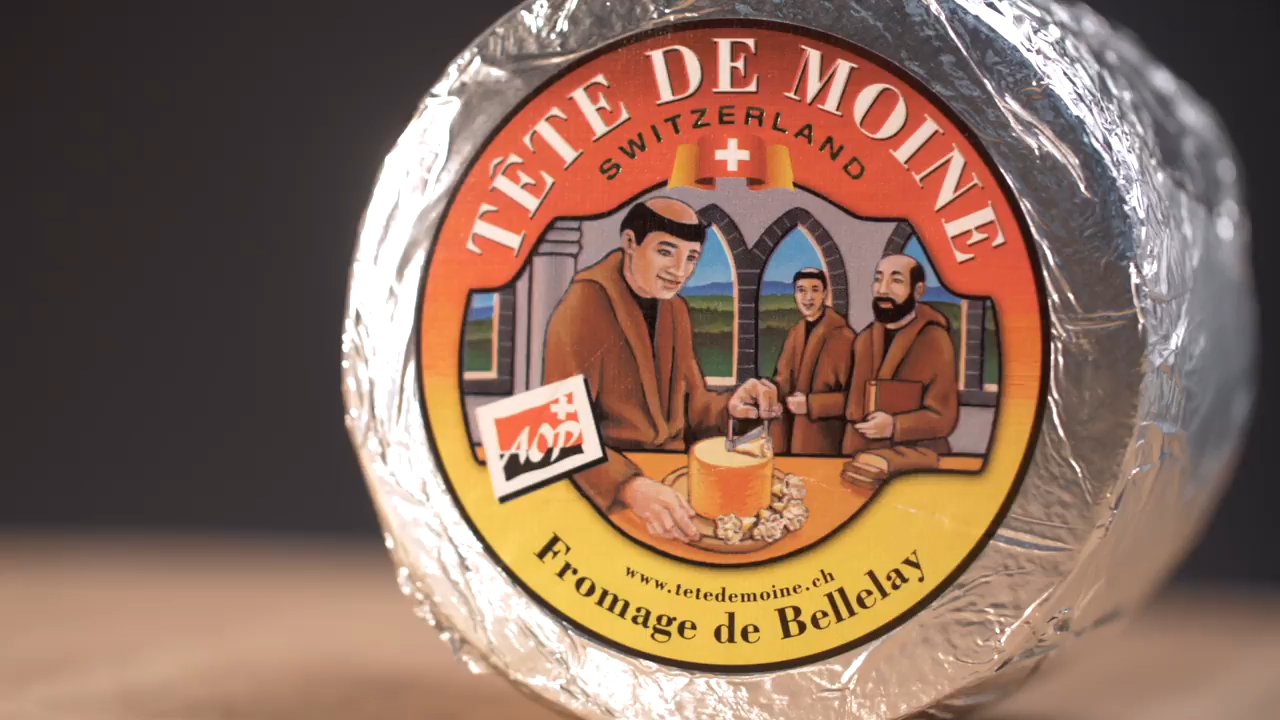 TÊTE DE MOINE
SWITZERLAND
AOP
www.tetedemoine.ch
Fromage de Bellelay